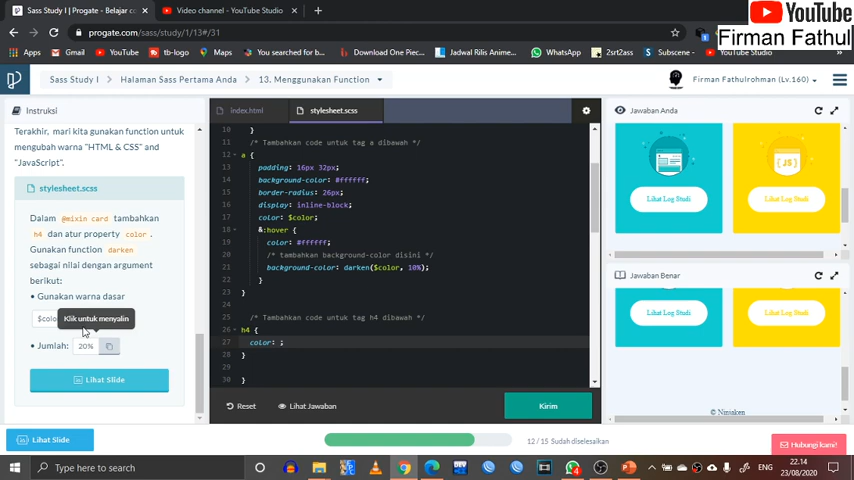 Sass Study I | Progate - Belajar co
Video channel - YouTube Studio
YouTube
progate.com/sass/study/1/13#/31
Firman Fathul
Apps
Gmail
YouTube
tb-logo
Maps
You searched for b...
Download One Piec...
Jadwal Rilis Anime...
WhatsApp
2srt2ass
Subscene -
YouTube Studio
Sass Study I
Halaman Sass Pertama Anda
13. Menggunakan Function
Firman Fathulrohman (Lv.160)
Instruksi
Terakhir, mari kita gunakan function untuk
mengubah warna "HTML & CSS" dan
"JavaScript".
stylesheet.scss
Dalam @mixin card tambahkan
h4 dan atur property color .
Gunakan function darken
sebagai nilai dengan argument
berikut:
• Gunakan warna dasar
$colo
Klik untuk menyalin
• Jumlah: 20%
Lihat Slide
Lihat Slide
index.html
stylesheet.scss
10 }
11 /* Tambahkan code untuk tag a dibawah */
12 a {
13 padding: 16px 32px;
14 background-color: #ffffff;
15 border-radius: 26px;
16 display: inline-block;
17 color: $color;
18 &:hover {
19 color: #ffffff;
20 /* tambahkan background-color disini */
21 background-color: darken($color, 10%);
22 }
23 }
24
25 /* Tambahkan code untuk tag h4 dibawah */
26 h4 {
27 color: ;
28 }
29
30 }
Reset
Lihat Jawaban
Kirim
12 / 15 Sudah diselesaikan
Jawaban Anda
{JS}
Lihat Log Studi
Lihat Log Studi
Jawaban Benar
Lihat Log Studi
Lihat Log Studi
© Ninjaken
Hubungi kami!
Type here to search
DEV
ENG
22.14
23/08/2020